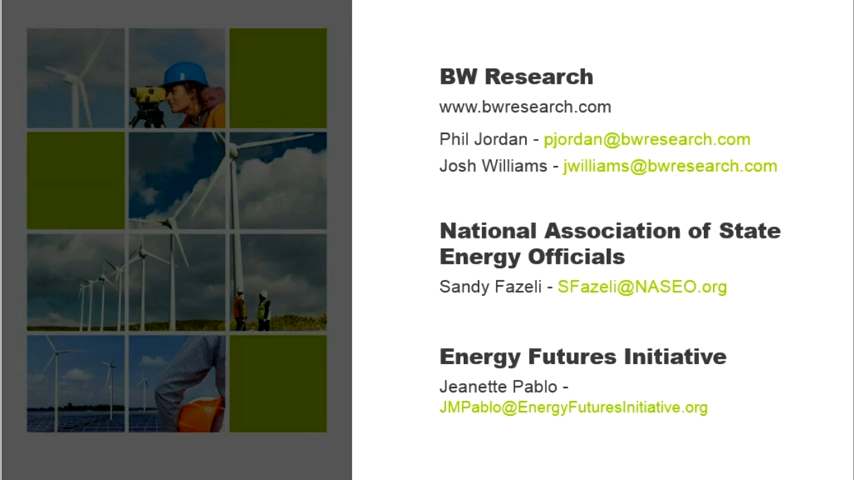 BW Research
www.bwresearch.com
Phil Jordan - pjordan@bwresearch.com
Josh Williams - jwilliams@bwresearch.com
National Association of State
Energy Officials
Sandy Fazeli - SFazeli@NASEO.org
Energy Futures Initiative
Jeanette Pablo -
JMPablo@EnergyFuturesInitiative.org